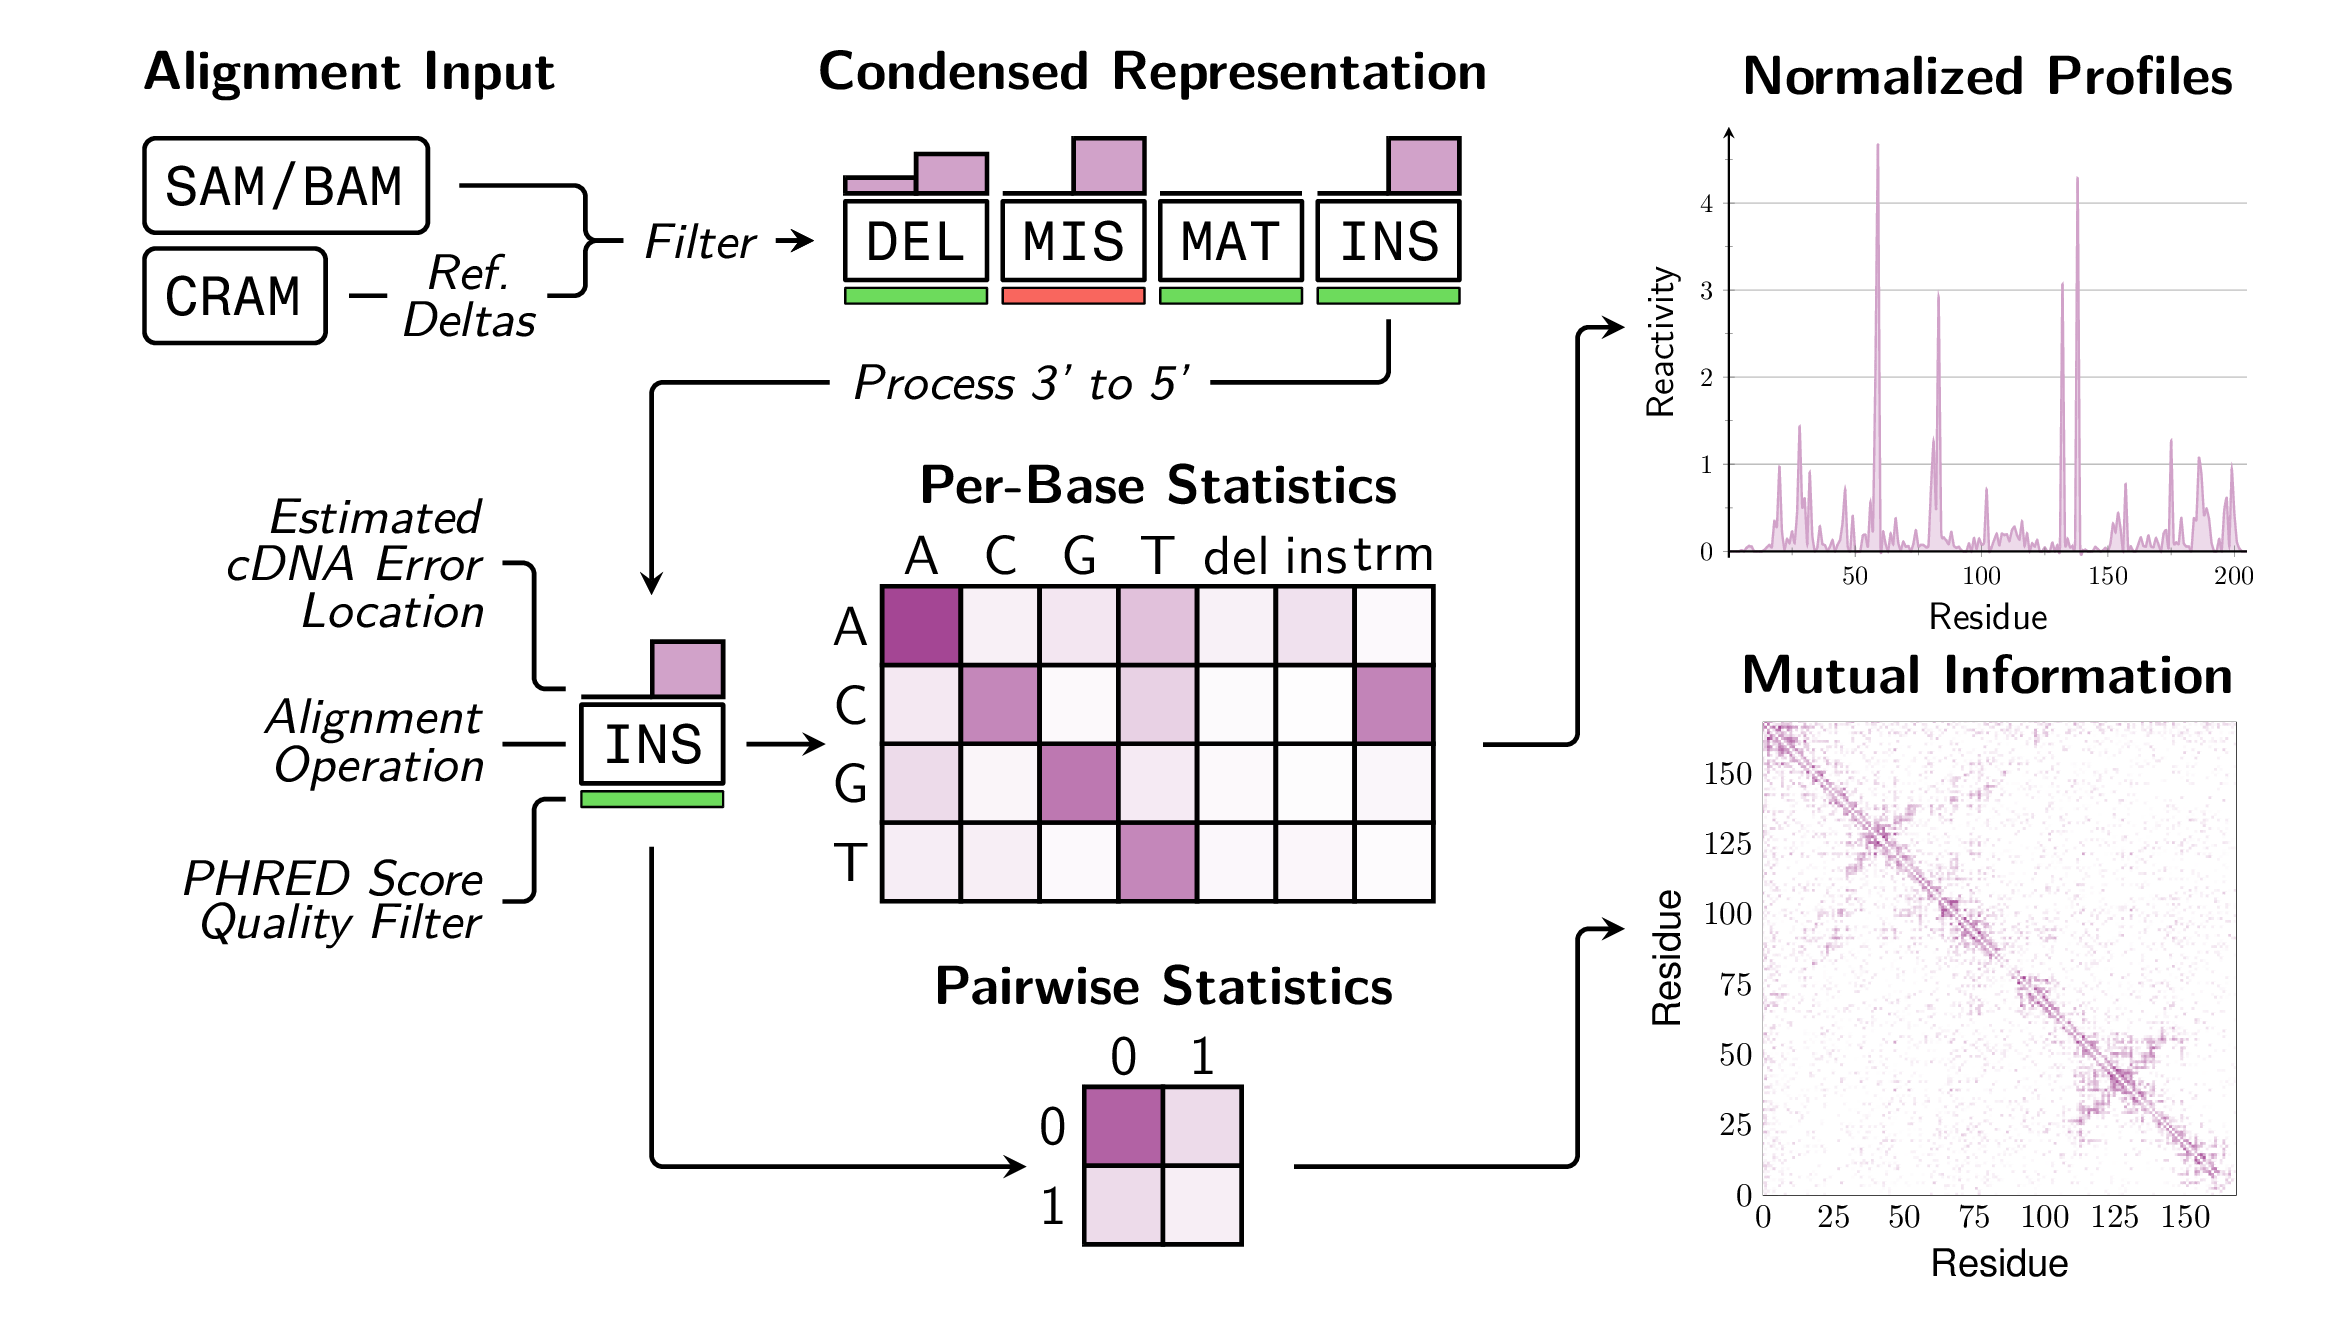 Alignment Input
SAM/BAM
CRAM
Ref.
Deltas
Filter
Condensed Representation
DEL
MIS
MAT
INS
Process 3' to 5'
Estimated
cDNA Error
Location
Alignment
Operation
PHRED Score
Quality Filter
INS
Per-Base Statistics
A C G T del ins trm
A
C
G
T
Pairwise Statistics
0 1
0
1
Normalized Profiles
Reactivity
4
3
2
1
0
50 100 150 200
Residue
Mutual Information
Residue
150
125
100
75
50
25
0
0 25 50 75 100 125 150
Residue